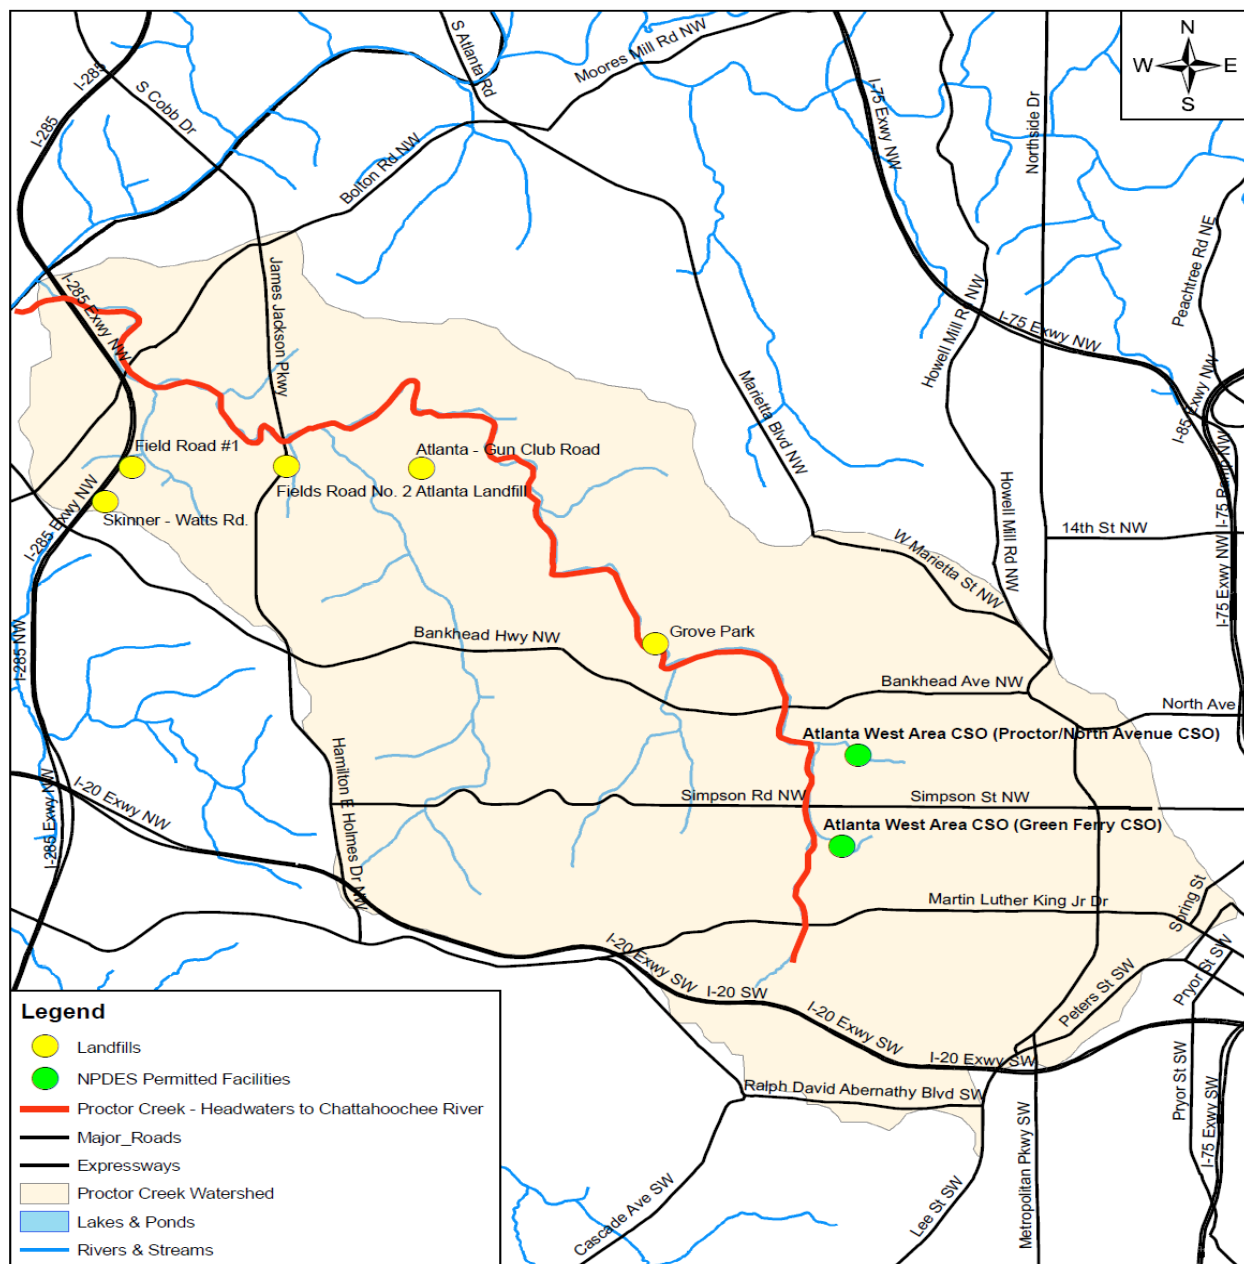 N
W E
S
I-285
I-285
S Cobb Dr
S Atlanta Rd
Moores Mill Rd NW
Bolton Rd NW
I-75 Exwy NW
Northside Dr
Peachtree Rd NE
I-285 Exwy NW
James Jackson Pkwy
Howell Mill R NW
I-75 Exwy NW
I-85 Exwy NW
I-75 Ramp NW
Marietta Blvd NW
Field Road #1
Atlanta - Gun Club Road
Fields Road No. 2 Atlanta Landfill
Skinner - Watts Rd.
I-285 Exwy NW
Howell Mill Rd NW
14th St NW
W Marietta St NW
I-75 Exwy NW
I-285 NW
Bankhead Hwy NW
Grove Park
Bankhead Ave NW
North Ave
Atlanta West Area CSO (Proctor/North Avenue CSO)
Hamilton E Holmes Dr NW
I-20 Exwy NW
I-285 Exwy NW
Simpson Rd NW
Simpson St NW
Atlanta West Area CSO (Green Ferry CSO)
Martin Luther King Jr Dr
Spring St
I-20 Exwy SW
I-20 SW
I-20 Exwy SW
Peters St SW
Pryor St SW
I-20 Exwy SW
Ralph David Abernathy Blvd SW
Pryor St SW
I-75 Exwy SW
Metropolitan Pkwy SW
Lee St SW
Cascade Ave SW
Legend
Landfills
NPDES Permitted Facilities
Proctor Creek - Headwaters to Chattahoochee River
Major_Roads
Expressways
Proctor Creek Watershed
Lakes & Ponds
Rivers & Streams